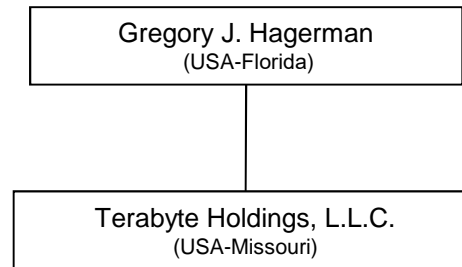 Gregory J. Hagerman
(USA-Florida)
Terabyte Holdings, L.L.C.
(USA-Missouri)